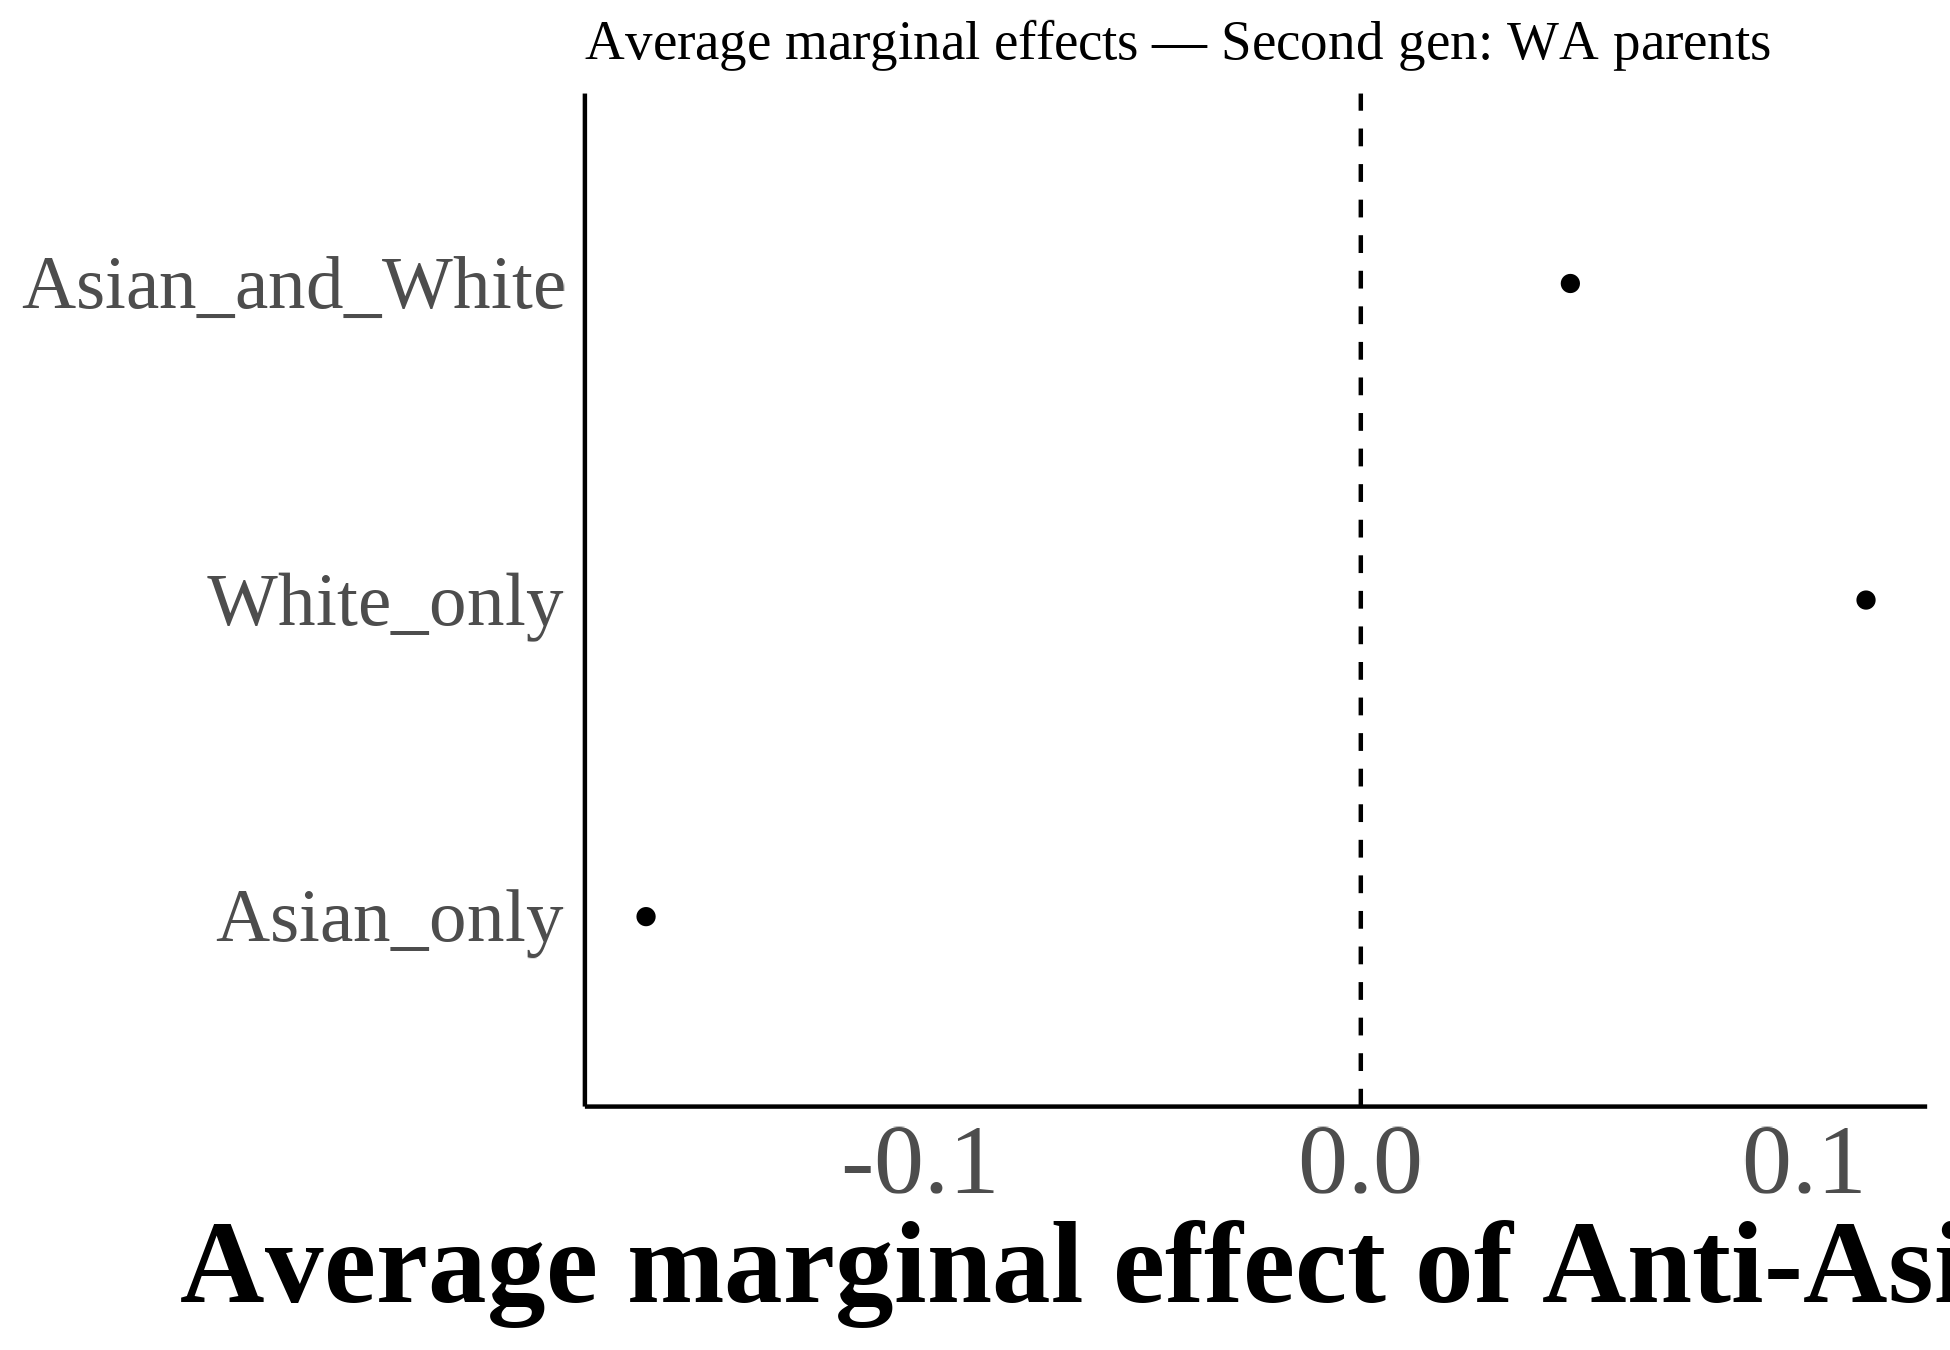 Average marginal effects — Second gen: WA parents
Asian_and_White
White_only
Asian_only
-0.1 0.0 0.1
Average marginal effect of Anti-Asi